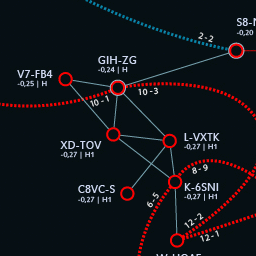 S8-N
-0,20
2 - 2
GIH-ZG
-0,24 | H
V7-FB4
-0,25 | H
10 - 1
10 - 3
XD-TOV
-0,27 | H1
L-VXTK
-0,27 | H1
8 - 9
C8VC-S
-0,27 | H1
K-6SNI
-0,27 | H1
6-5
12-2
12- 1